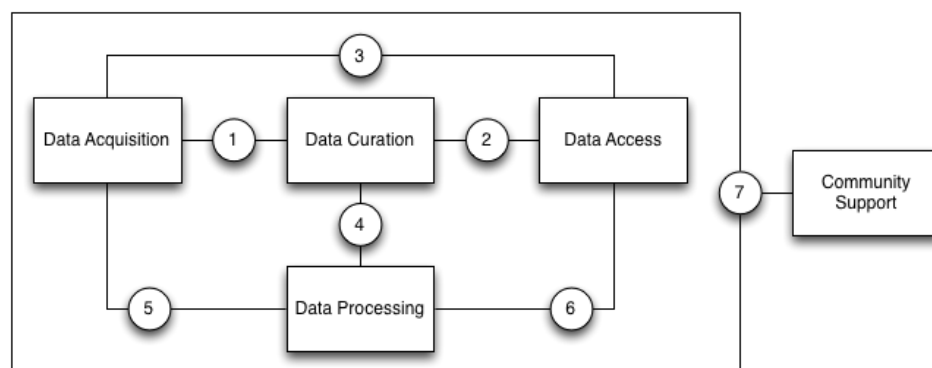 3
Data Acquisition
1
Data Curation
2
Data Access
7
Community
Support
4
5
Data Processing
6